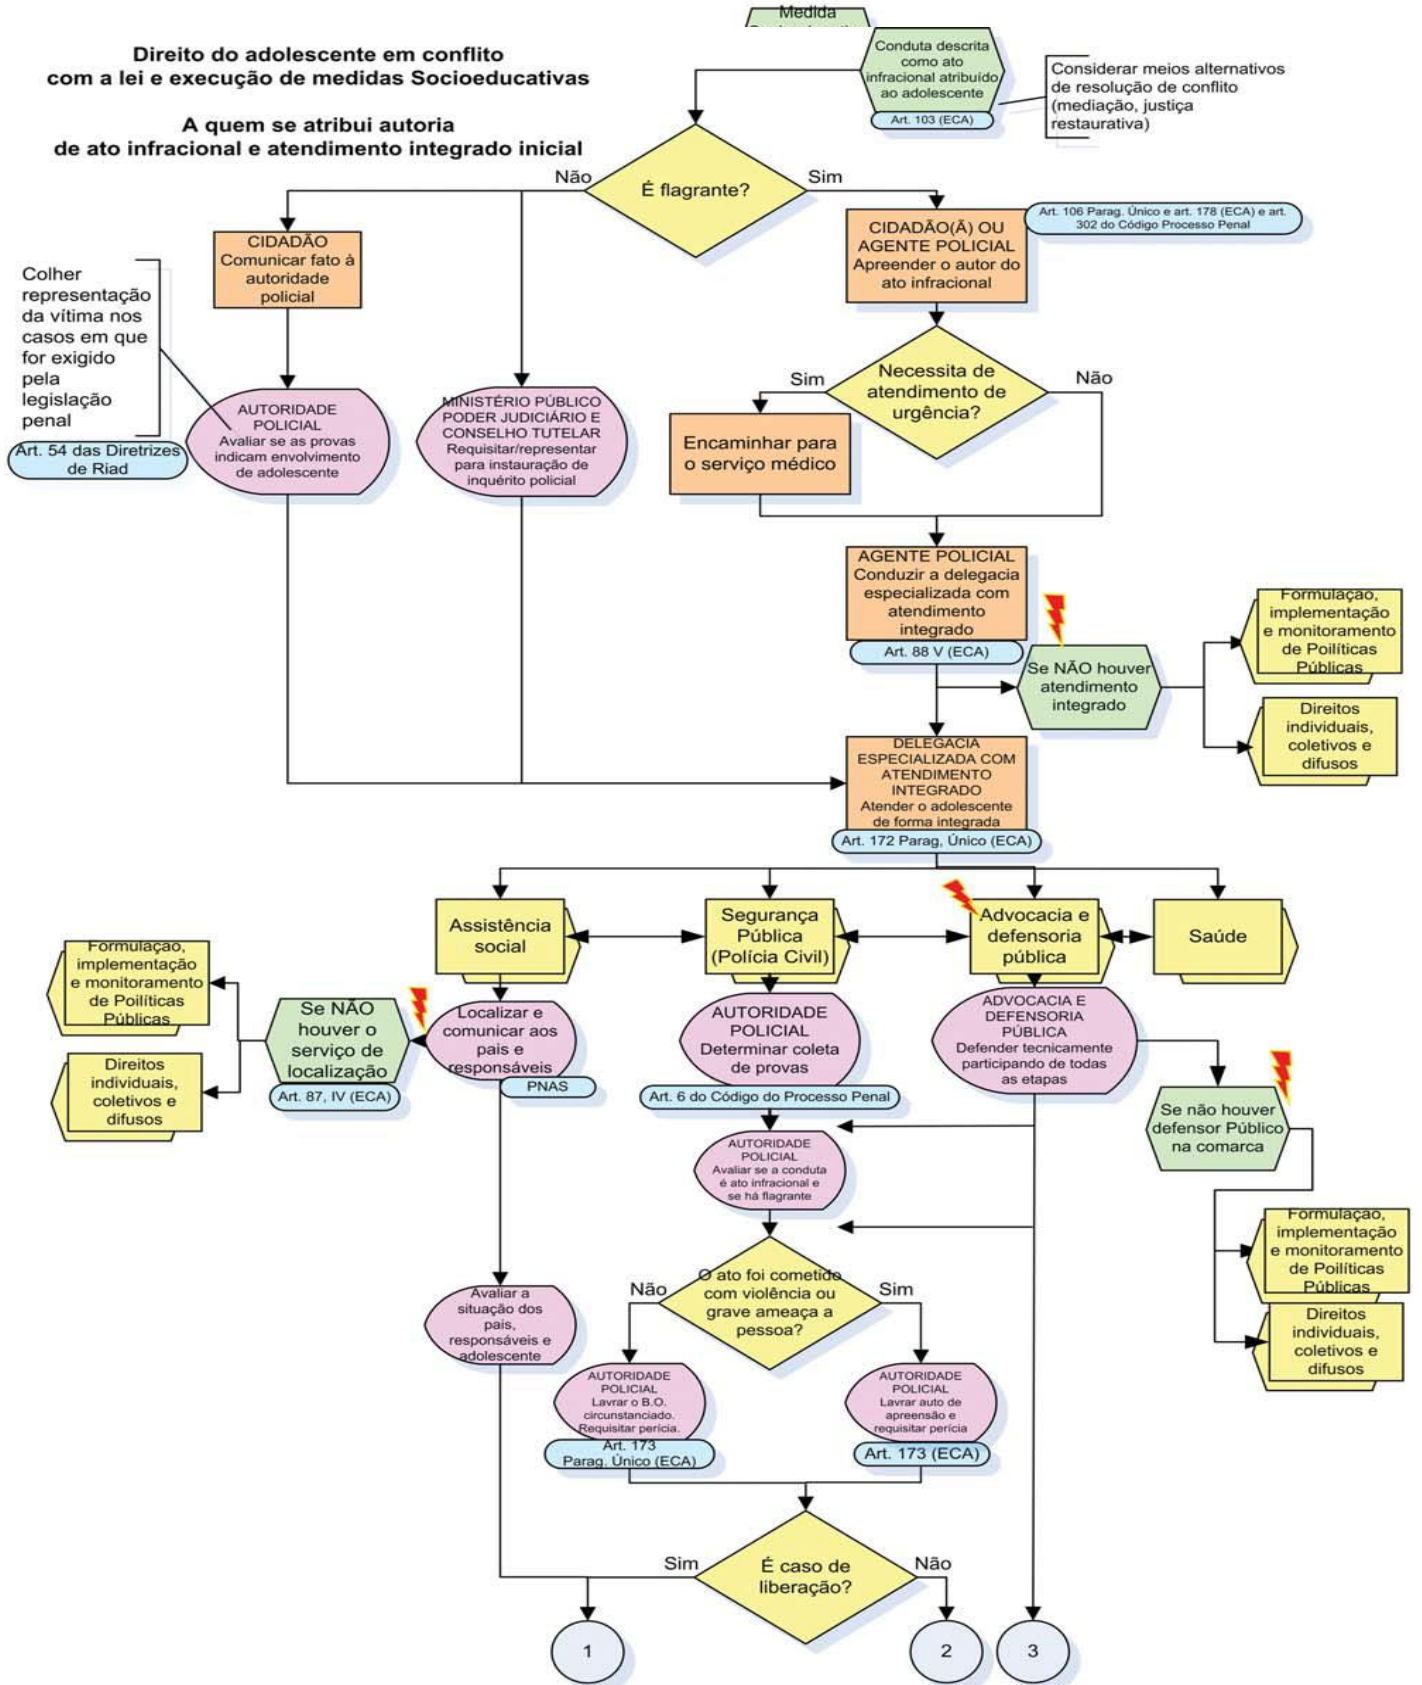 Medida
Direito do adolescente em conflito
com a lei e execução de medidas Socioeducativas
A quem se atribui autoria
de ato infracional e atendimento integrado inicial
Conduta descrita
como ato
infracional atribuído
ao adolescente
Art. 103 (ECA)
Considerar meios alternativos
de resolução de conflito
(mediação, justiça
restaurativa)
É flagrante?
Não
Sim
CIDADÃO
Comunicar fato à
autoridade
policial
CIDADÃO(Ã) OU
AGENTE POLICIAL
Apreender o autor do
ato infracional
Art. 106 Parag. Único e art. 178 (ECA) e art.
302 do Código Processo Penal
Colher
representação
da vítima nos
casos em que
for exigido
pela
legislação
penal
Art. 54 das Diretrizes
de Riad
AUTORIDADE
POLICIAL
Avaliar se as provas
indicam envolvimento
de adolescente
MINISTÉRIO PÚBLICO
PODER JUDICIÁRIO E
CONSELHO TUTELAR
Requisitar/representar
para instauração de
inquérito policial
Necessita de
atendimento de
urgência?
Sim
Não
Encaminhar para
o serviço médico
AGENTE POLICIAL
Conduzir a delegacia
especializada com
atendimento
integrado
Art. 88 V (ECA)
Se NÃO houver
atendimento
integrado
Formulação,
implementação
e monitoramento
de Poilíticas
Públicas
Direitos
individuais,
coletivos e
difusos
DELEGACIA
ESPECIALIZADA COM
ATENDIMENTO
INTEGRADO
Atender o adolescente
de forma integrada
Art. 172 Parag, Único (ECA)
Assistência
social
Segurança
Pública
(Polícia Civil)
Advocacia e
defensoria
pública
Saúde
Formulação,
implementação
e monitoramento
de Poilíticas
Públicas
Direitos
individuais,
coletivos e
difusos
Se NÃO
houver o
serviço de
localização
Art. 87, IV (ECA)
Localizar e
comunicar aos
pais e
responsáveis
PNAS
AUTORIDADE
POLICIAL
Determinar coleta
de provas
Art. 6 do Código do Processo Penal
ADVOCACIA E
DEFENSORIA
PÚBLICA
Defender tecnicamente
participando de todas
as etapas
Se não houver
defensor Público
na comarca
AUTORIDADE
POLICIAL
Avaliar se a conduta
é ato infracional e
se há flagrante
Formulação,
implementação
e monitoramento
de Poilíticas
Públicas
Direitos
individuais,
coletivos e
difusos
Avaliar a
situação dos
país,
responsáveis e
adolescente
O ato foi cometido
com violência ou
grave ameaça a
pessoa?
Não
Sim
AUTORIDADE
POLICIAL
Lavrar o B.O.
circunstanciado.
Requisitar perícia.
Art. 173
Parag. Único (ECA)
AUTORIDADE
POLICIAL
Lavrar auto de
apreensão e
requisitar perícia
Art. 173 (ECA)
É caso de
liberação?
Sim
Não
1
2
3